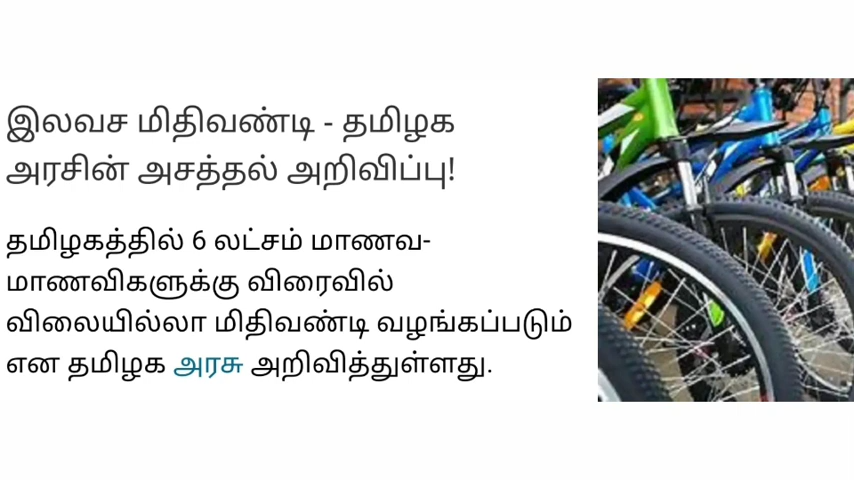 இலவச மிதிவண்டி - தமிழக
அரசின் அசத்தல் அறிவிப்பு!
தமிழகத்தில் 6 லட்சம் மாணவ-
மாணவிகளுக்கு விரைவில்
விலையில்லா மிதிவண்டி வழங்கப்படும்
என தமிழக அரசு அறிவித்துள்ளது.